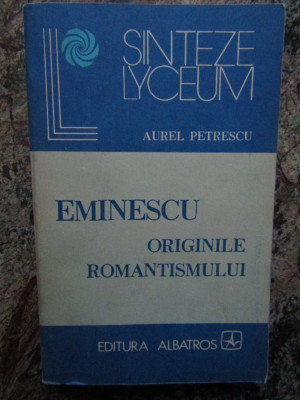 SINTEZE
LYCEUM
AUREL PETRESCU
EMINESCU
ORIGINILE
ROMANTISMULUI
EDITURA ALBATROS